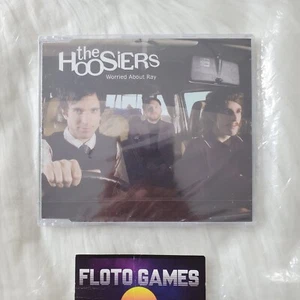 the
HOOSiERS
Worried About Ray
FLOTO GAMES